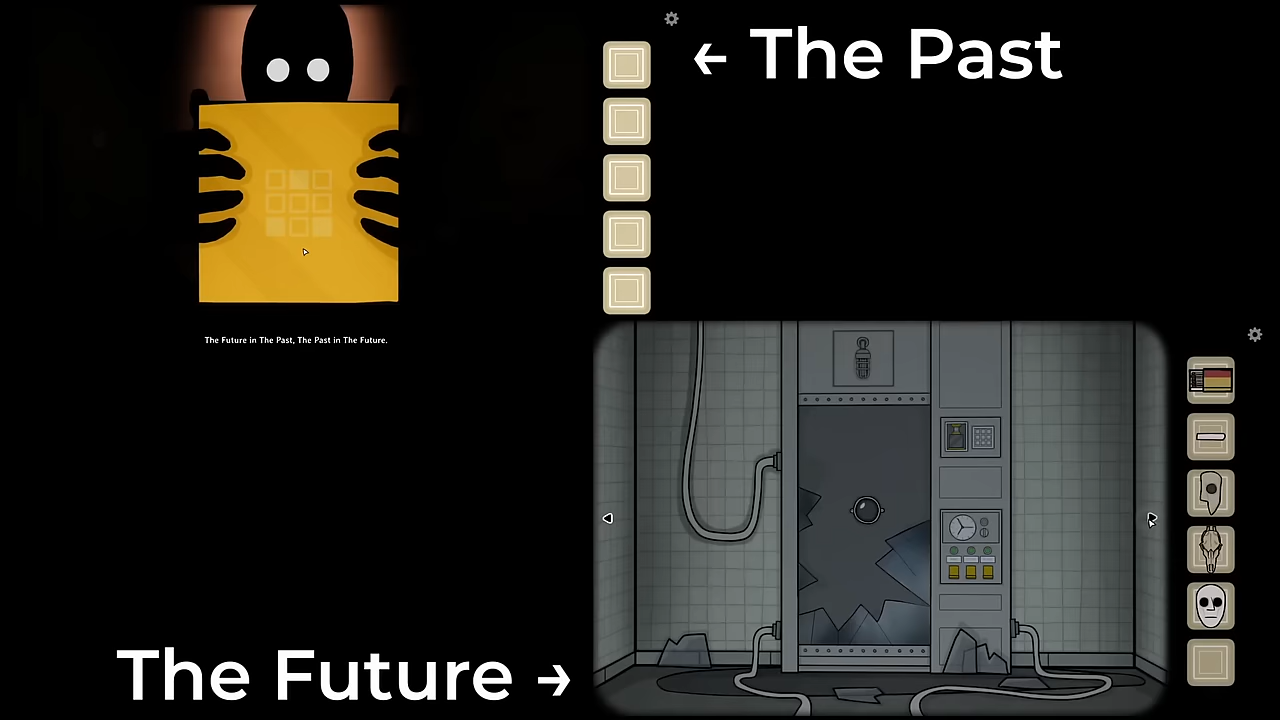 ← The Past
The Future in The Past, The Past in The Future.
The Future →